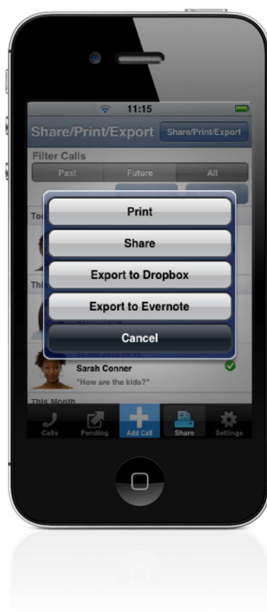 11:15
Share/Print/Export Share/Print/Export
Filter Calls
Past Future All
Print
Share
Export to Dropbox
Export to Evernote
Cancel
Sarah Conner
"How are the kids?"
This Month
Calls Pending Add Call Share Settings